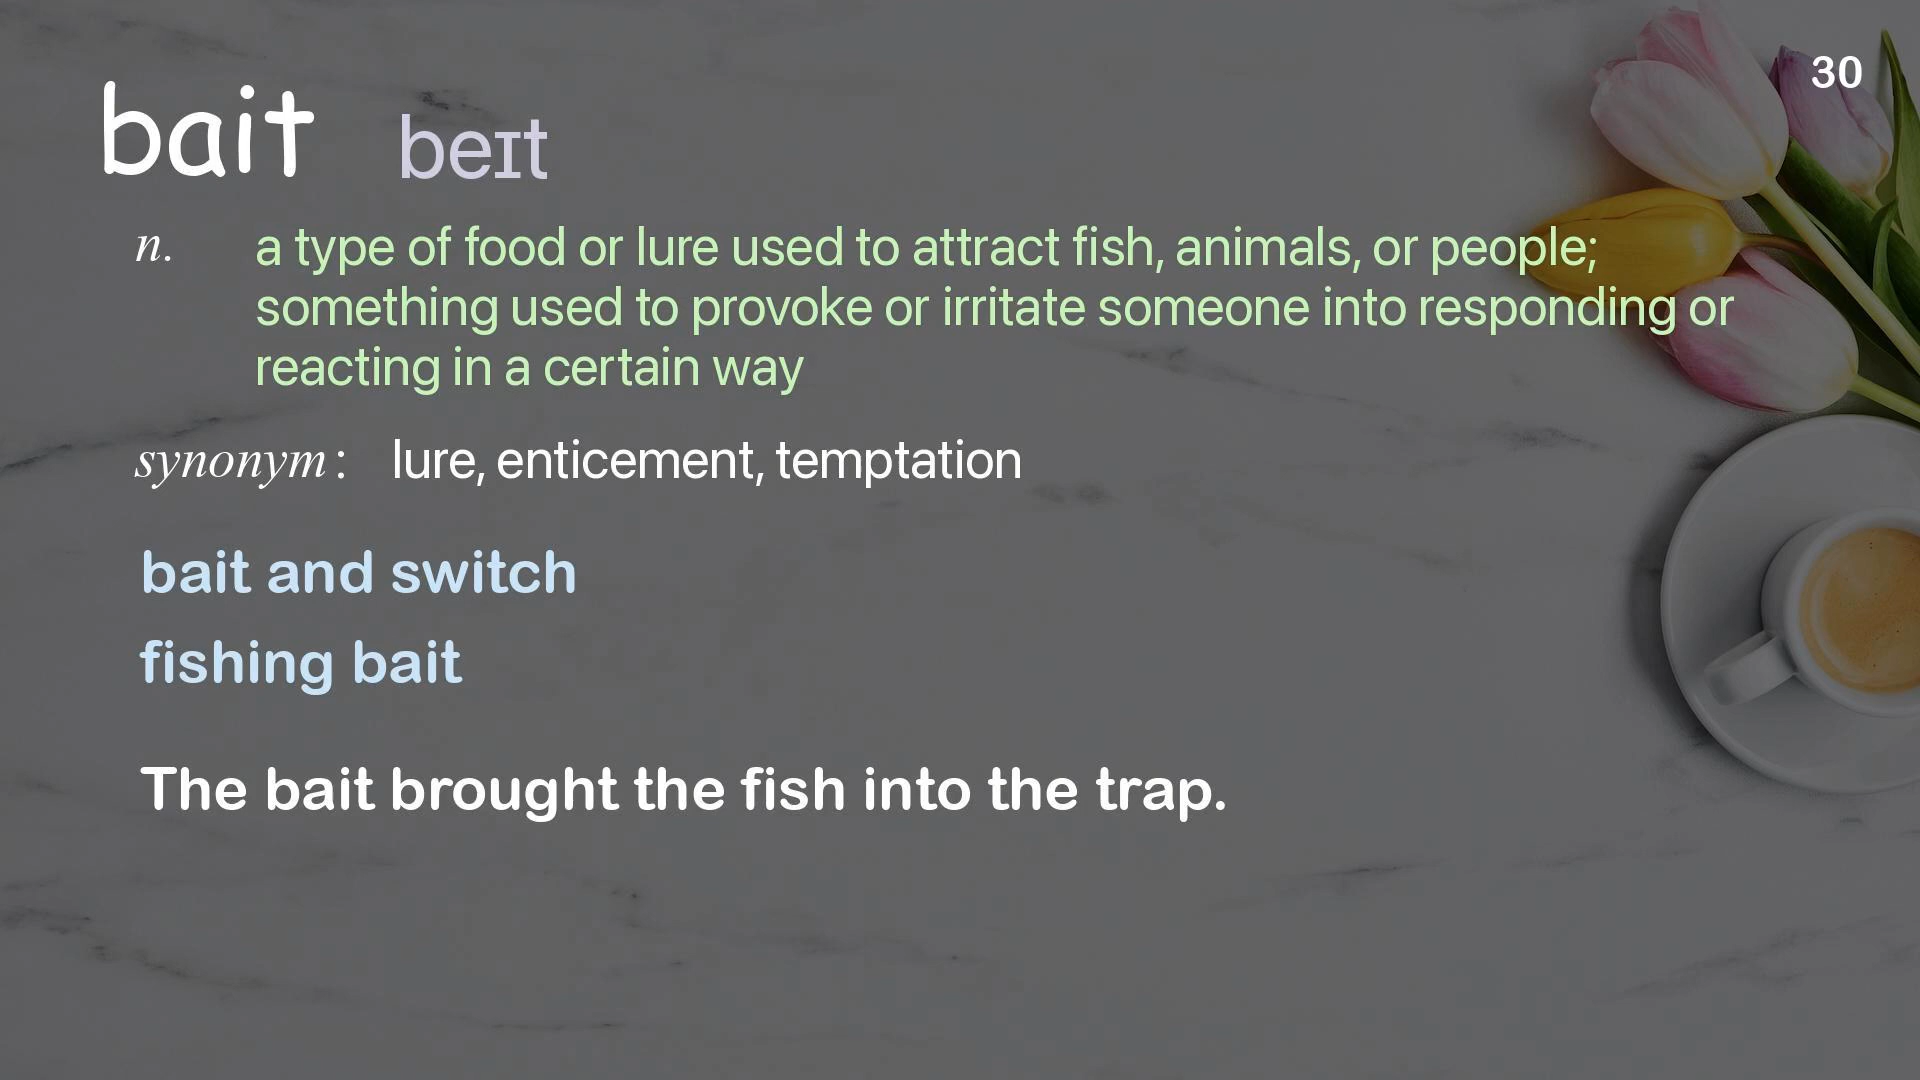 30
bait beɪt
n. a type of food or lure used to attract fish, animals, or people;
something used to provoke or irritate someone into responding or
reacting in a certain way
synonym: lure, enticement, temptation
bait and switch
fishing bait
The bait brought the fish into the trap.